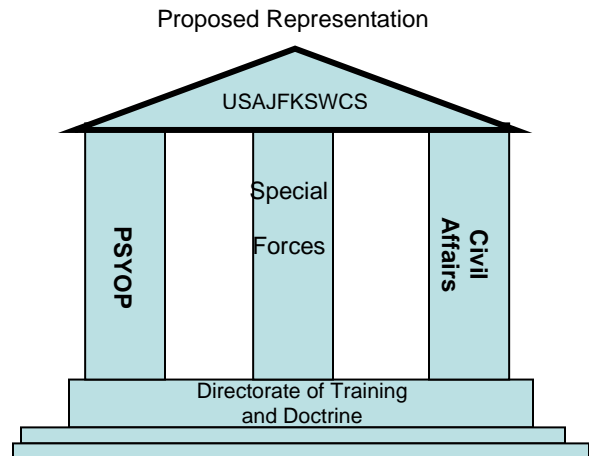 Proposed Representation
USAJFKSWCS
PSYOP
Special
Forces
Civil
Affairs
Directorate of Training
and Doctrine